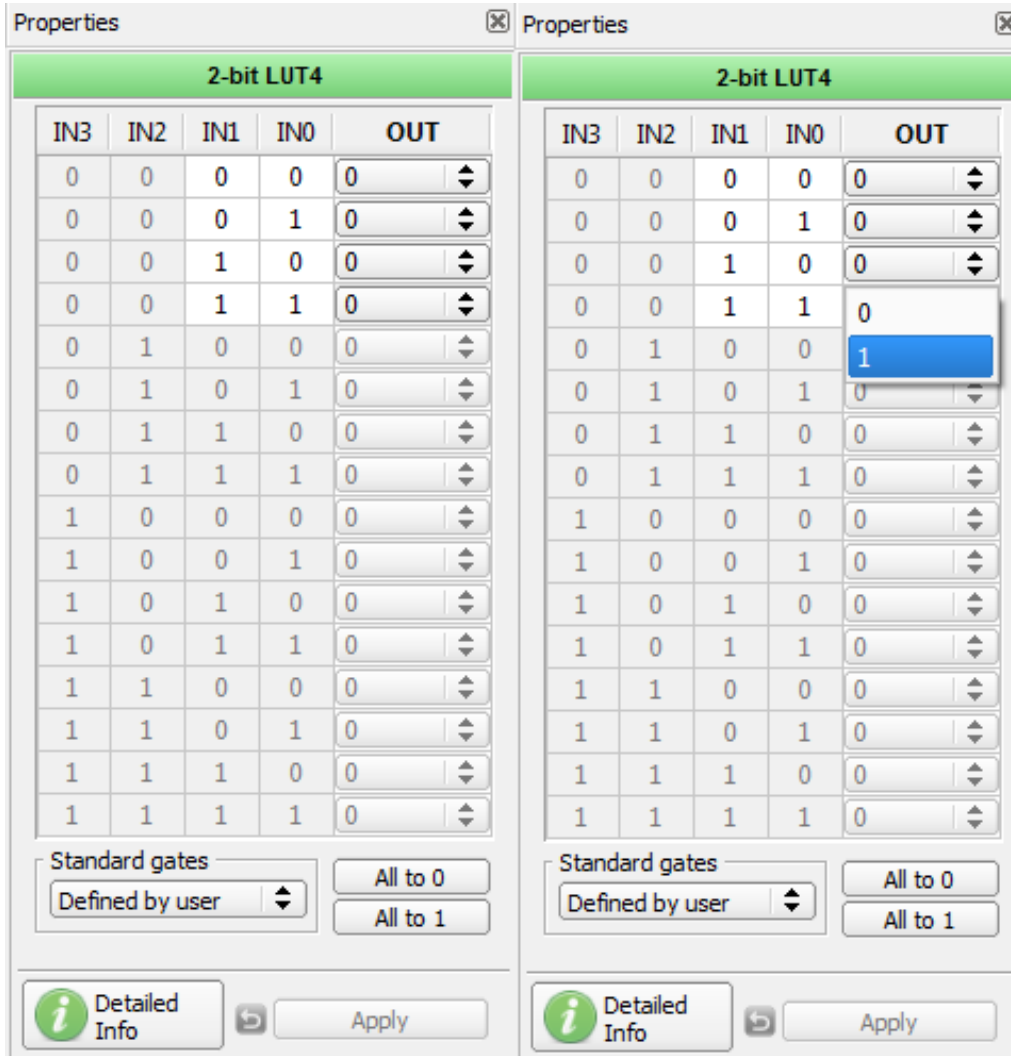 Properties
2-bit LUT4
IN3 IN2 IN1 IN0 OUT
0 0 0 0 0
0 0 0 1 0
0 0 1 0 0
0 0 1 1 0
0 1 0 0 0
0 1 0 1 0
0 1 1 0 0
0 1 1 1 0
1 0 0 0 0
1 0 0 1 0
1 0 1 0 0
1 0 1 1 0
1 1 0 0 0
1 1 0 1 0
1 1 1 0 0
1 1 1 1 0
Standard gates
Defined by user
All to 0
All to 1
Detailed
Info
Apply
Properties
2-bit LUT4
IN3 IN2 IN1 IN0 OUT
0 0 0 0 0
0 0 0 1 0
0 0 1 0 0
0 0 1 1 0
0 1 0 0 1
0 1 0 1 0
0 1 1 0 0
0 1 1 1 0
1 0 0 0 0
1 0 0 1 0
1 0 1 0 0
1 0 1 1 0
1 1 0 0 0
1 1 0 1 0
1 1 1 0 0
1 1 1 1 0
Standard gates
Defined by user
All to 0
All to 1
Detailed
Info
Apply